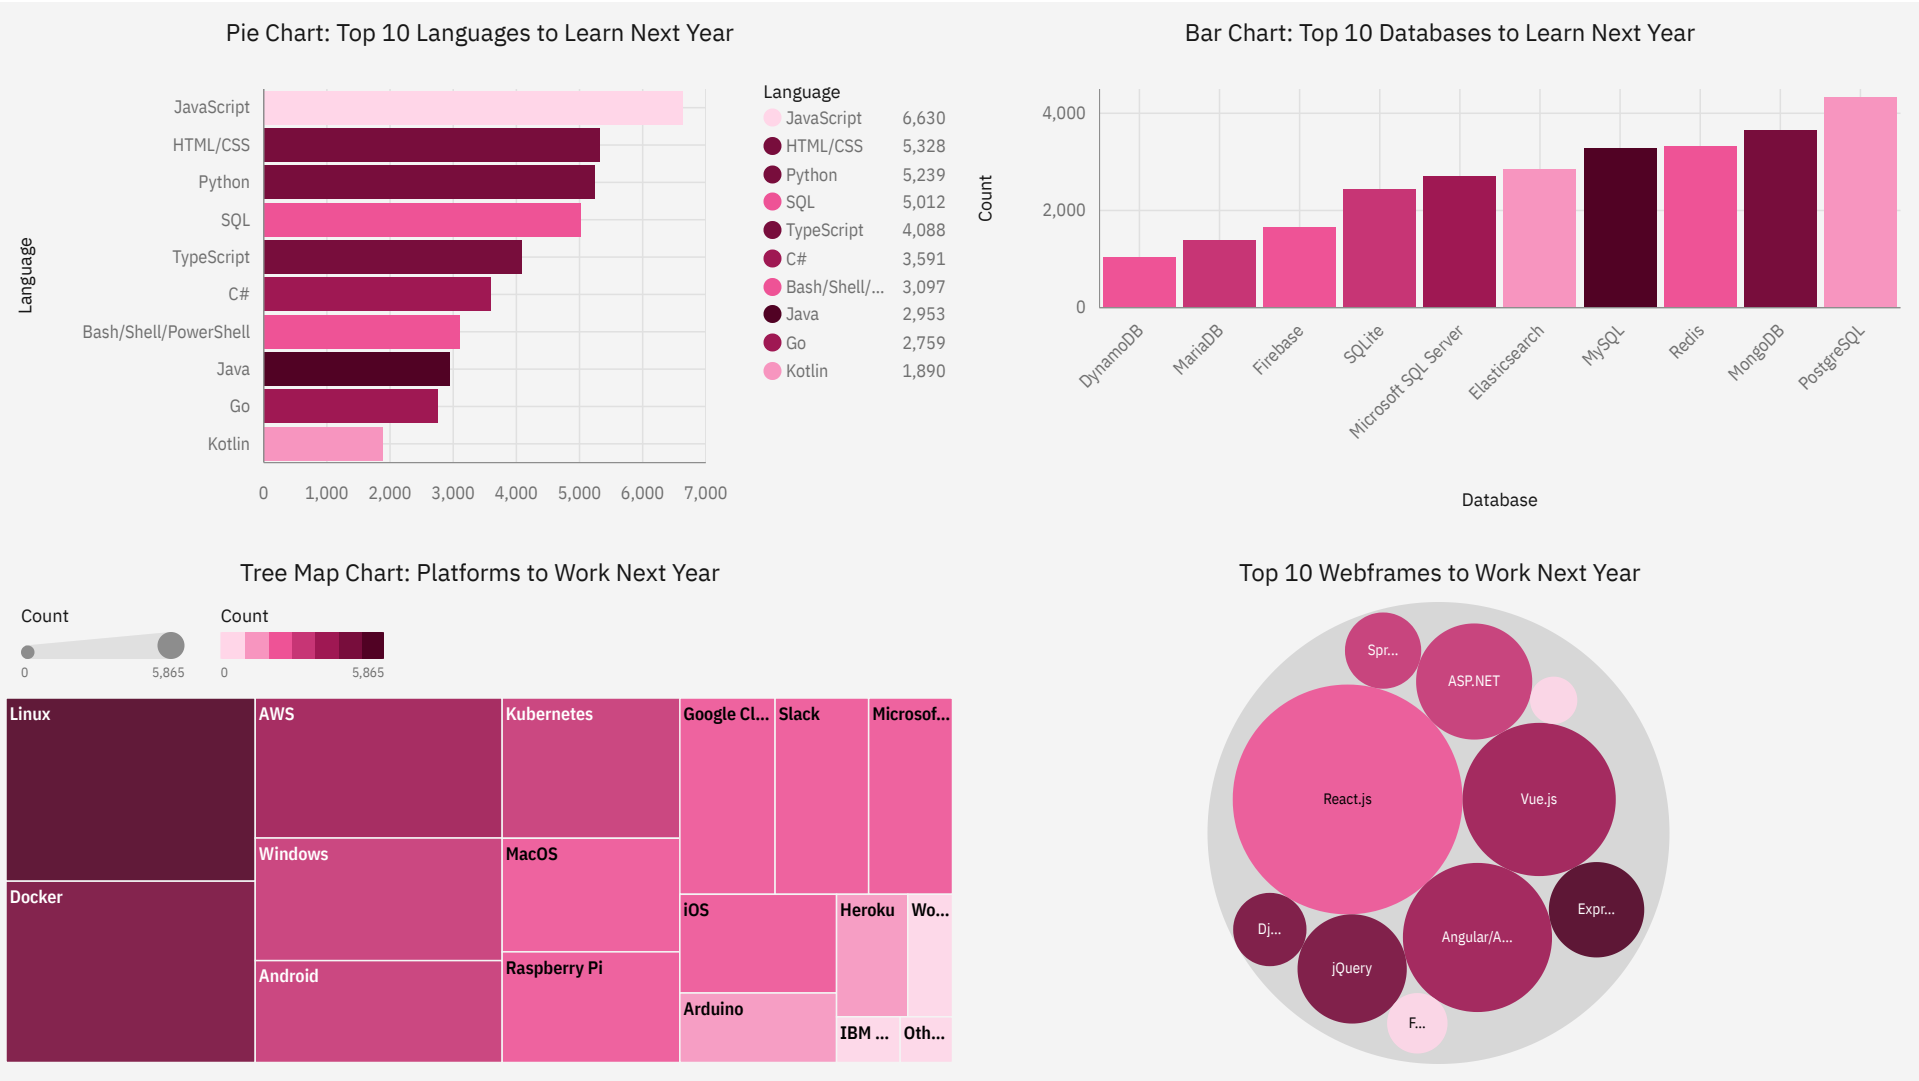 Pie Chart: Top 10 Languages to Learn Next Year
Language
JavaScript
HTML/CSS
Python
SQL
TypeScript
C#
Bash/Shell/PowerShell
Java
Go
Kotlin
0 1,000 2,000 3,000 4,000 5,000 6,000 7,000
Language
JavaScript 6,630
HTML/CSS 5,328
Python 5,239
SQL 5,012
TypeScript 4,088
C# 3,591
Bash/Shell/... 3,097
Java 2,953
Go 2,759
Kotlin 1,890
Bar Chart: Top 10 Databases to Learn Next Year
Count
4,000
2,000
0
DynamoDB
MariaDB
Firebase
SQLite
Microsoft SQL Server
Elasticsearch
MySQL
Redis
MongoDB
PostgreSQL
Database
Tree Map Chart: Platforms to Work Next Year
Count
0 5,865
Count
0 5,865
Linux
Docker
AWS
Windows
Android
Kubernetes
MacOS
Raspberry Pi
Google Cl...
Slack
Microsof...
iOS
Arduino
Heroku
Wo...
IBM ...
Oth...
Top 10 Webframes to Work Next Year
Spr...
ASP.NET
React.js
Vue.js
Dj...
jQuery
Angular/A...
Expr...
F...